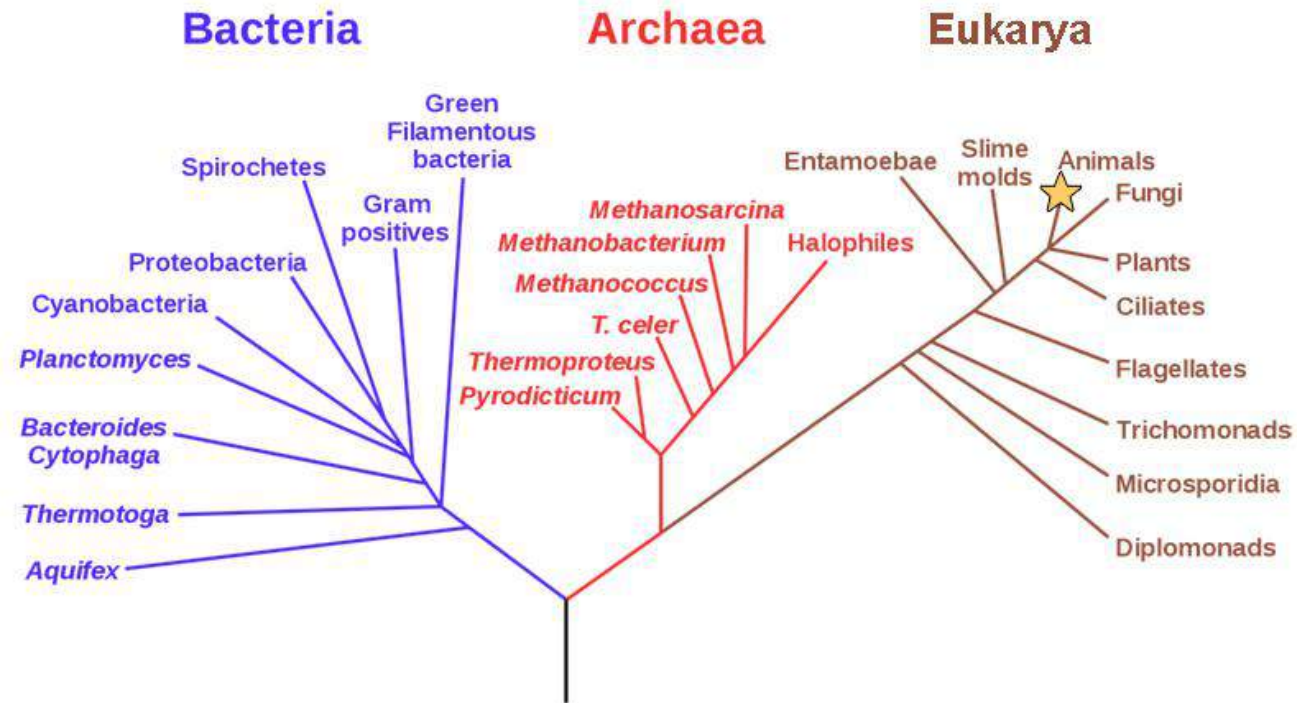 Bacteria
Archaea
Eukarya
Green
Filamentous
bacteria
Spirochetes
Gram
positives
Proteobacteria
Cyanobacteria
Planctomyces
Bacteroides
Cytophaga
Thermotoga
Aquifex
Methanosarcina
Methanobacterium
Halophiles
Methanococcus
T. celer
Thermoproteus
Pyrodicticum
Entamoebae
Slime
molds
Animals
Fungi
Plants
Ciliates
Flagellates
Trichomonads
Microsporidia
Diplomonads